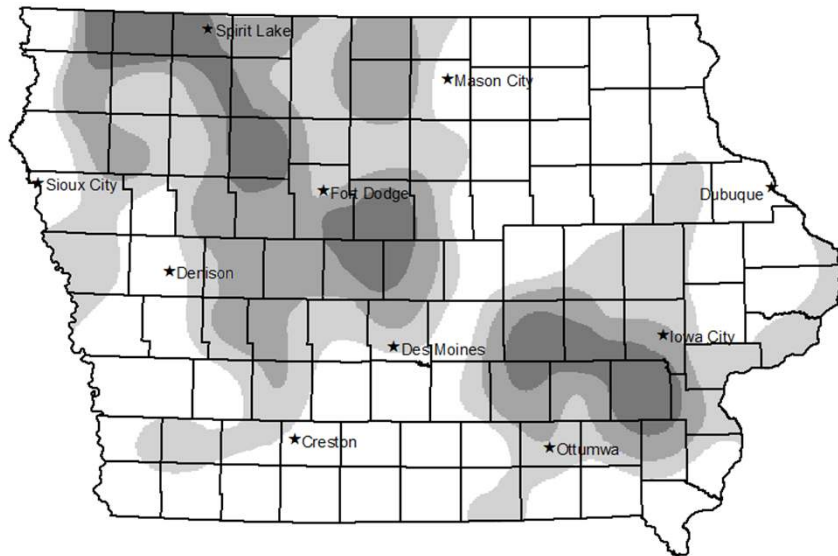 Spirit Lake
Mason City
Sioux City
Fort Dodge
Dubuque
Denison
Iowa City
Des Moines
Creston
Ottumwa